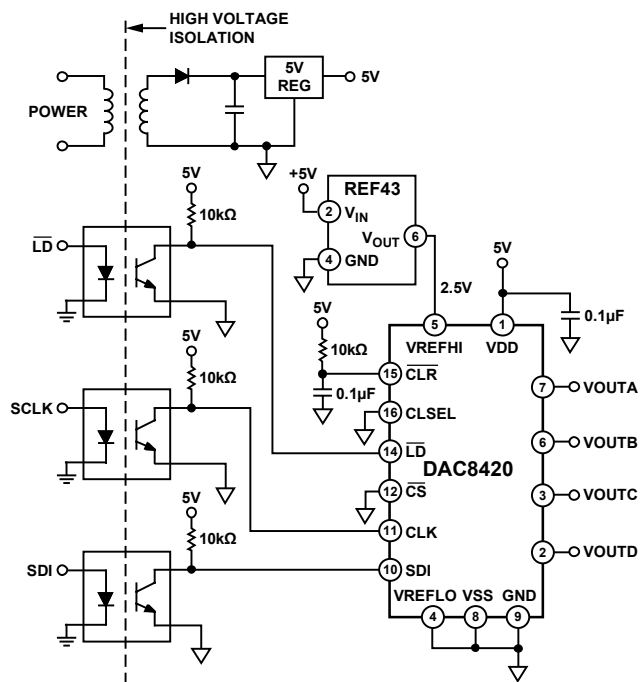 HIGH VOLTAGE
ISOLATION
POWER
5V
REG
5V
5V
10kΩ
LD
+5V
REF43
2
VIN
VOUT
6
4
GND
2.5V
5V
0.1µF
5
1
VREFHI
VDD
5V
10kΩ
15
CLR
0.1µF
16
CLSEL
14
LD
DAC8420
12
CS
11
CLK
10
SDI
7
VOUTA
6
VOUTB
3
VOUTC
2
VOUTD
VREFLO
VSS
GND
4
8
9
5V
10kΩ
SCLK
5V
10kΩ
SDI